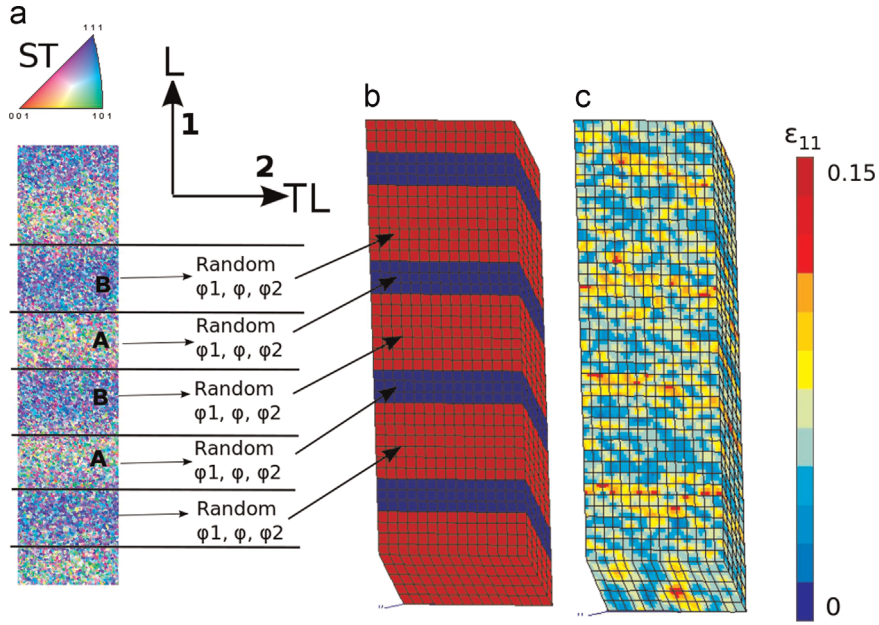 a
111
ST
001
101
L
1
2
TL
b
c
ε11
0.15
B
Random
φ1, φ, φ2
A
Random
φ1, φ, φ2
B
Random
φ1, φ, φ2
A
Random
φ1, φ, φ2
Random
φ1, φ, φ2
0